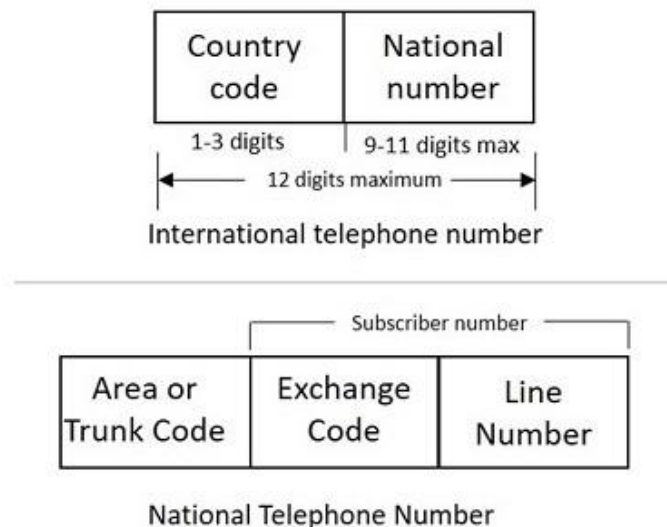 Country National
code number
1-3 digits 9-11 digits max
12 digits maximum
International telephone number
Subscriber number
Area or Exchange Line
Trunk Code Code Number
National Telephone Number